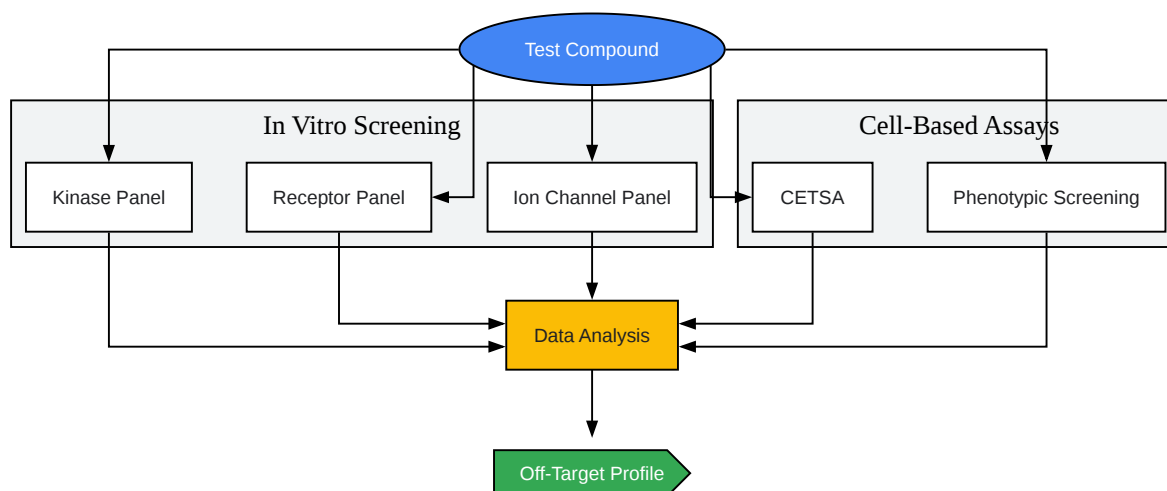 Test Compound
In Vitro Screening
Cell-Based Assays
Kinase Panel
Receptor Panel
Ion Channel Panel
CETSA
Phenotypic Screening
Data Analysis
Off-Target Profile